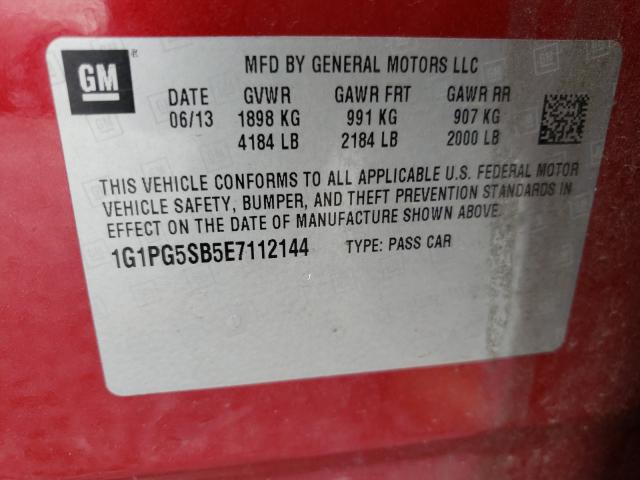 GM
MFD BY GENERAL MOTORS LLC
DATE GVWR GAWR FRT GAWR RR
06/13 1898 KG 991 KG 907 KG
4184 LB 2184 LB 2000 LB
THIS VEHICLE CONFORMS TO ALL APPLICABLE U.S. FEDERAL MOTOR
VEHICLE SAFETY, BUMPER, AND THEFT PREVENTION STANDARDS IN
EFFECT ON THE DATE OF MANUFACTURE SHOWN ABOVE.
1G1PG5SB5E7112144 TYPE: PASS CAR